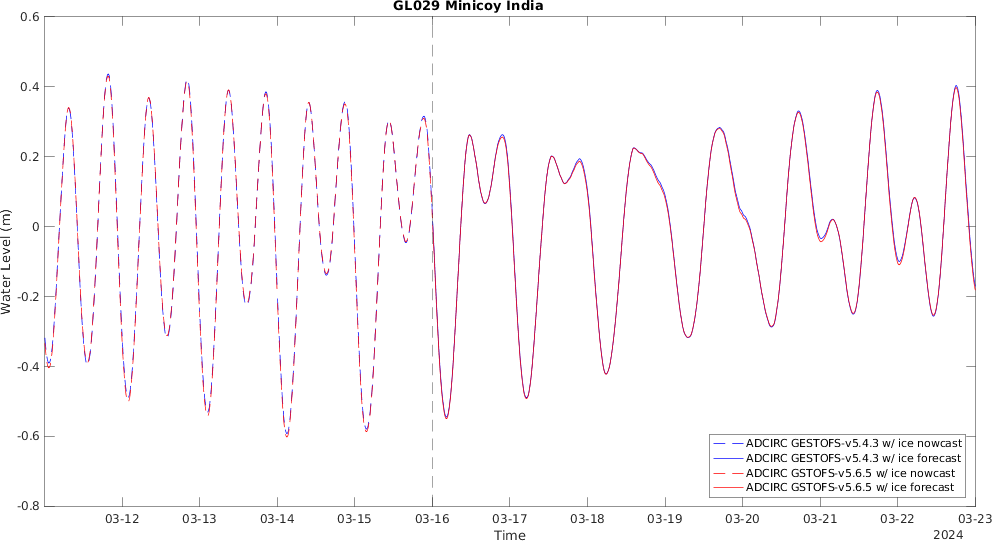 GL029 Minicoy India
0.6
0.4
0.2
0
-0.2
-0.4
-0.6
-0.8
Water Level (m)
ADCIRC GESTOFS-v5.4.3 w/ ice nowcast
ADCIRC GESTOFS-v5.4.3 w/ ice forecast
ADCIRC GSTOFS-v5.6.5 w/ ice nowcast
ADCIRC GSTOFS-v5.6.5 w/ ice forecast
03-12 03-13 03-14 03-15 03-16 03-17 03-18 03-19 03-20 03-21 03-22 03-23
Time
2024